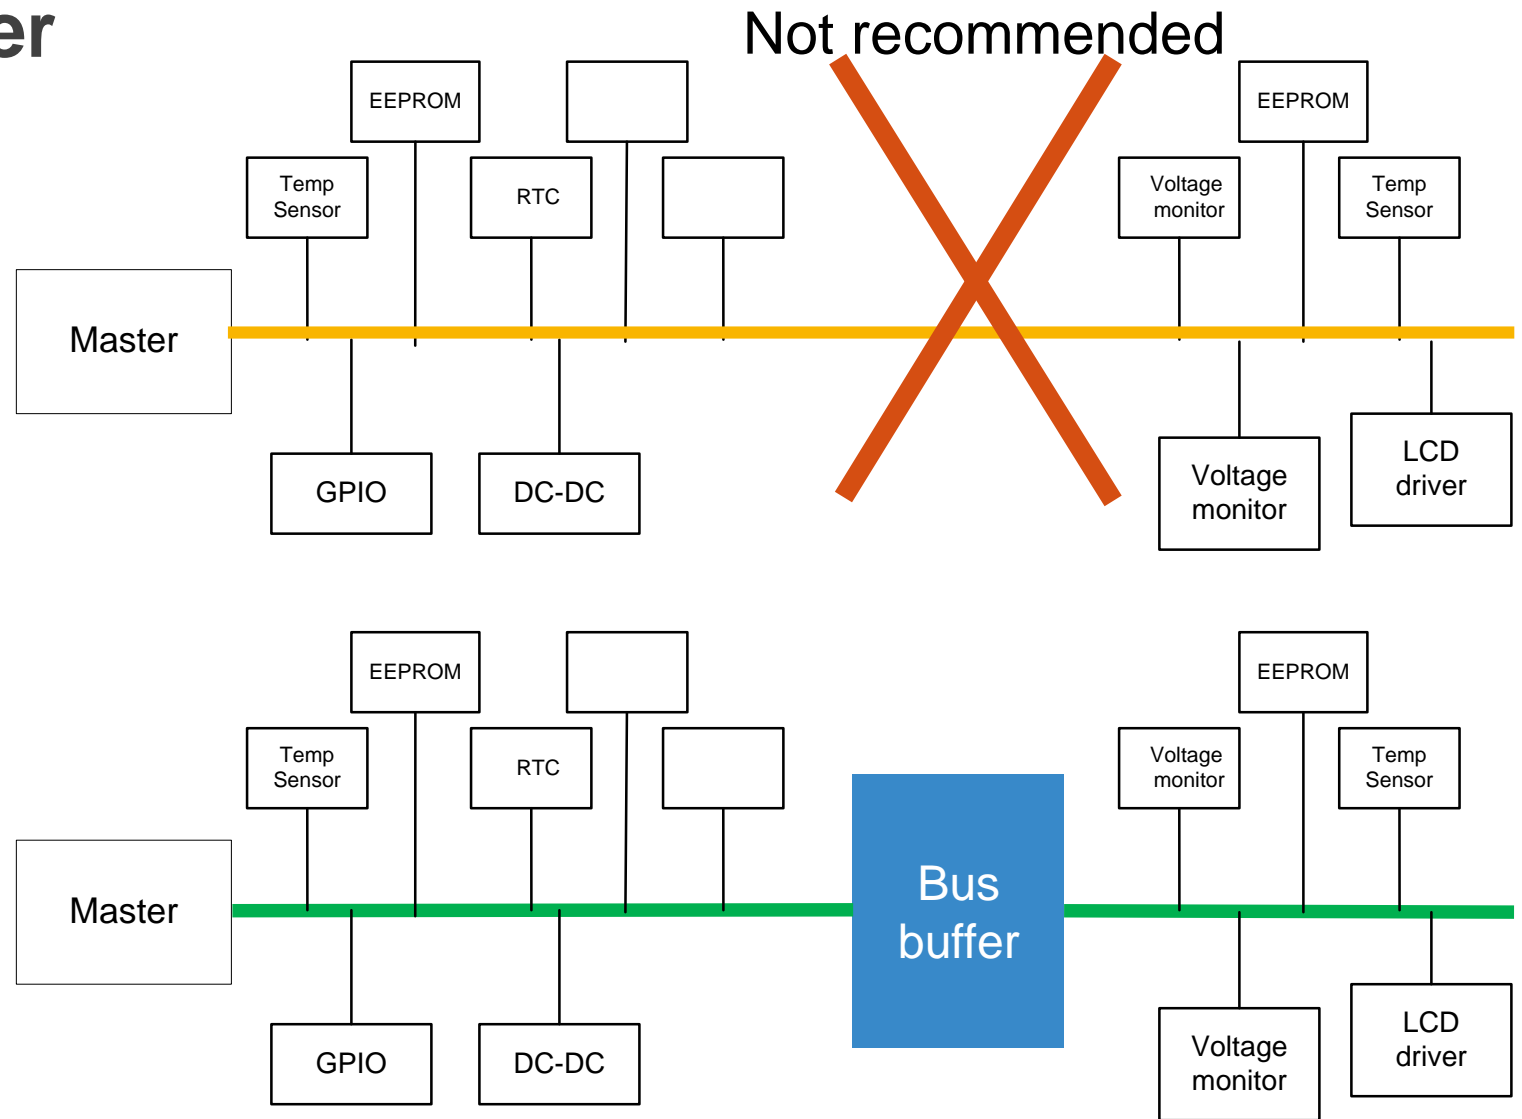 er
Not recommended
EEPROM
EEPROM
Temp
Sensor
RTC
Voltage
monitor
Temp
Sensor
Master
GPIO
DC-DC
Voltage
monitor
LCD
driver
EEPROM
EEPROM
Temp
Sensor
RTC
Voltage
monitor
Temp
Sensor
Master
Bus
buffer
GPIO
DC-DC
Voltage
monitor
LCD
driver